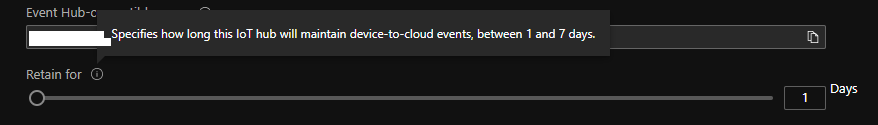 Event Hub-c
Specifies how long this IoT hub will maintain device-to-cloud events, between 1 and 7 days.
Retain for
1 Days